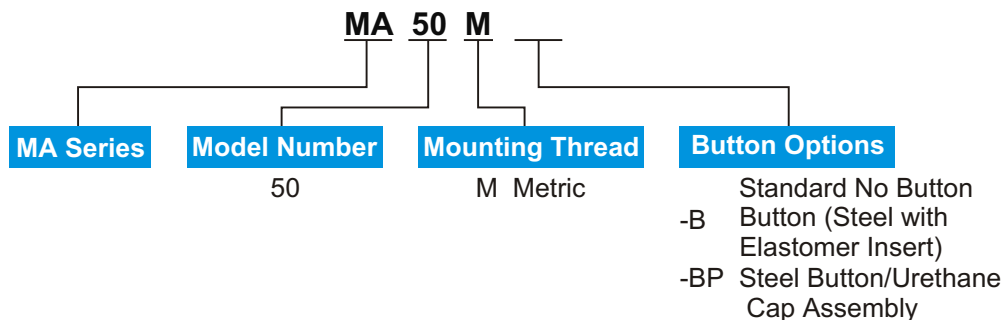 MA 50 M
MA Series
Model Number
Mounting Thread
Button Options
50
M Metric
Standard No Button
-B Button (Steel with
Elastomer Insert)
-BP Steel Button/Urethane
Cap Assembly